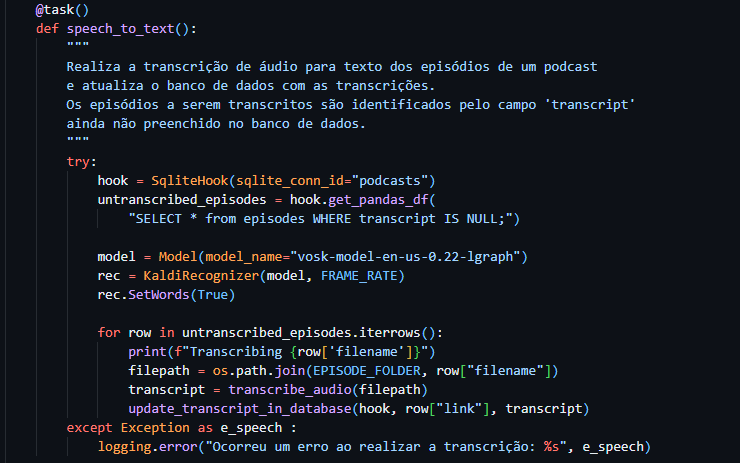 @task()
def speech_to_text():
"""
Realiza a transcrição de áudio para texto dos episódios de um podcast
e atualiza o banco de dados com as transcrições.
Os episódios a serem transcritos são identificados pelo campo 'transcript'
ainda não preenchido no banco de dados.
"""
try:
hook = SqliteHook(sqlite_conn_id="podcasts")
untranscribed_episodes = hook.get_pandas_df(
"SELECT * from episodes WHERE transcript IS NULL;")
model = Model(model_name="vosk-model-en-us-0.22-lgraph")
rec = KaldiRecognizer(model, FRAME_RATE)
rec.SetWords(True)
for row in untranscribed_episodes.iterrows():
print(f"Transcribing {row['filename']}")
filepath = os.path.join(EPISODE_FOLDER, row["filename"])
transcript = transcribe_audio(filepath)
update_transcript_in_database(hook, row["link"], transcript)
except Exception as e_speech :
logging.error("Ocorreu um erro ao realizar a transcrição: %s", e_speech)